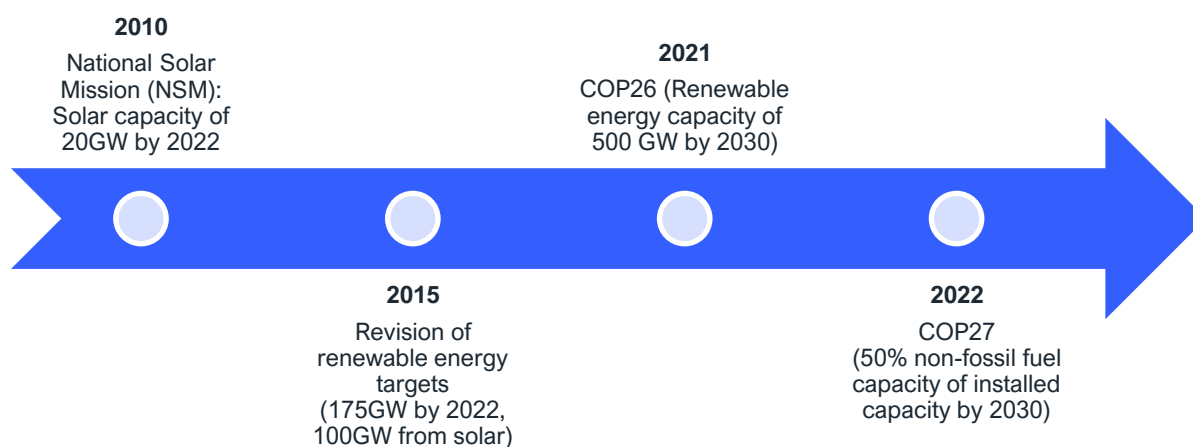 2010
National Solar
Mission (NSM):
Solar capacity of
20GW by 2022
2015
Revision of
renewable energy
targets
(175GW by 2022,
100GW from solar)
2021
COP26 (Renewable
energy capacity of
500 GW by 2030)
2022
COP27
(50% non-fossil fuel
capacity of installed
capacity by 2030)